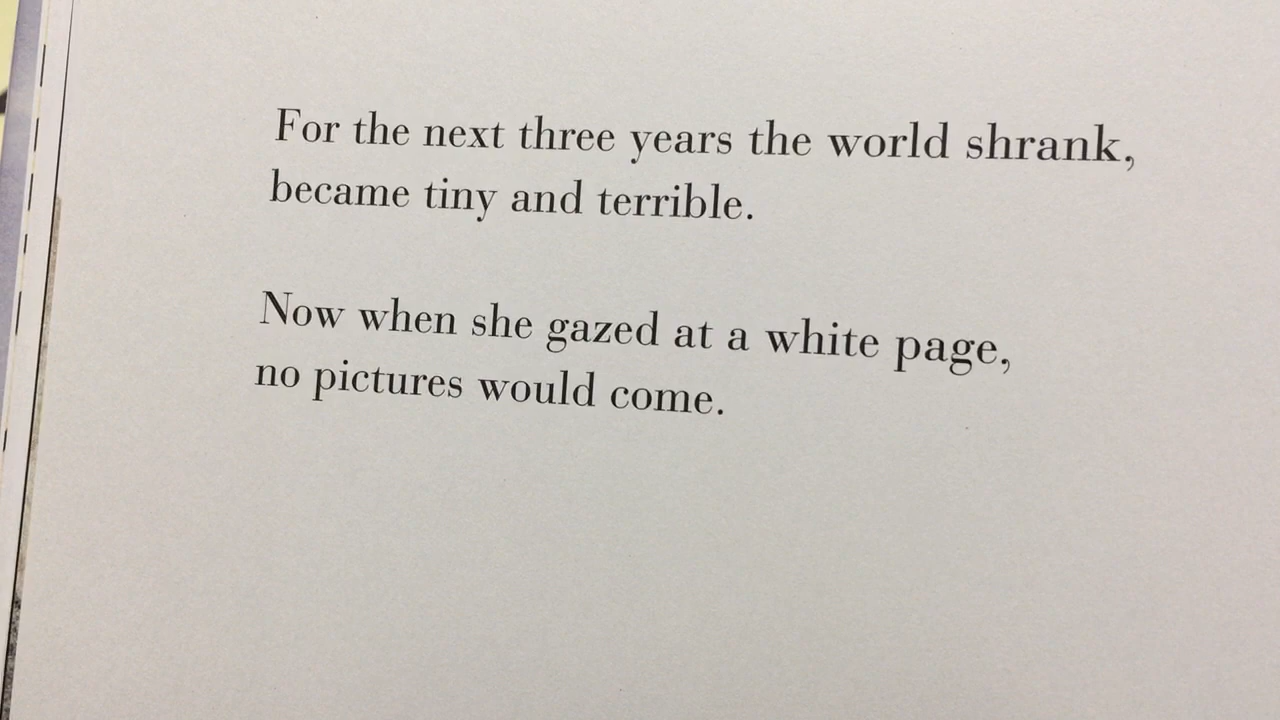 For the next three years the world shrank,
became tiny and terrible.
Now when she gazed at a white page,
no pictures would come.